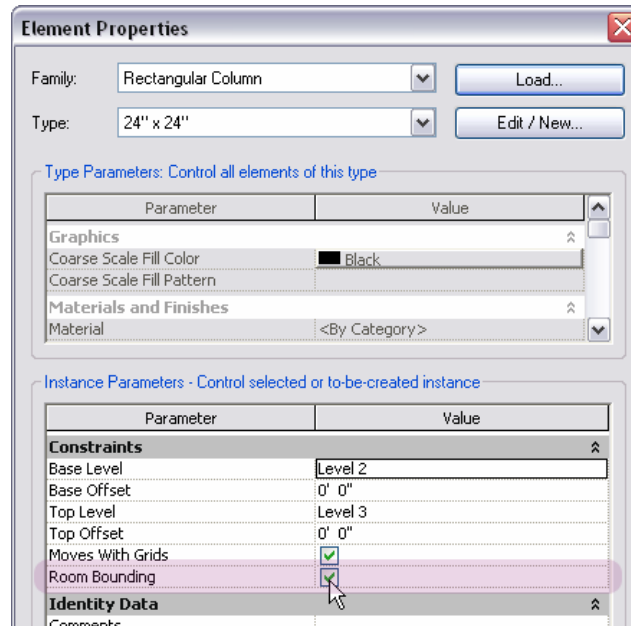 Element Properties
Family: Rectangular Column Load...
Type: 24" x 24" Edit / New...
Type Parameters: Control all elements of this type
Parameter Value
Graphics
Coarse Scale Fill Color Black
Coarse Scale Fill Pattern
Materials and Finishes
Material <By Category>
Instance Parameters - Control selected or to-be-created instance
Parameter Value
Constraints
Base Level Level 2
Base Offset 0' 0"
Top Level Level 3
Top Offset 0' 0"
Moves With Grids
Room Bounding
Identity Data
Comments